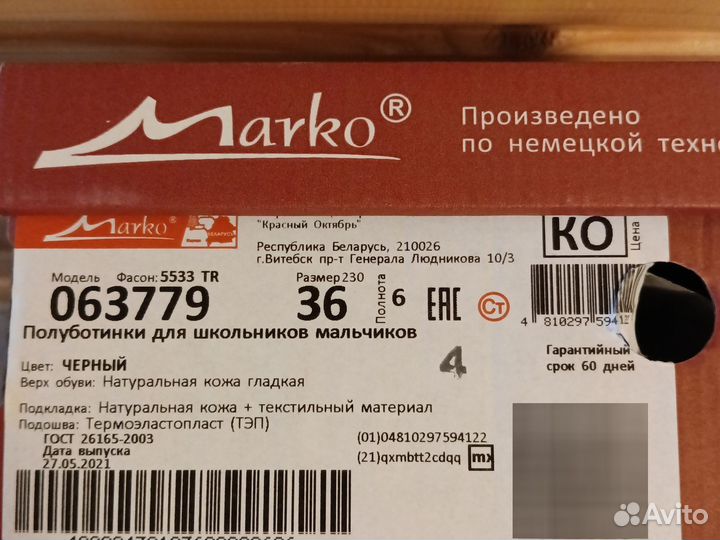 Marko®
Произведено
по немецкой техно
Marko®
БЕЛАРУСЬ
"Красный Октябрь"
Республика Беларусь, 210026
г.Витебск пр-т Генерала Людникова 10/3
КО
Цена
Модель Фасон: 5533 TR
063779
Размер 230
36
Полнота
6
EAC
Ст
4 810297 59412
Полуботинки для школьников мальчиков
4
Гарантийный
срок 60 дней
Цвет: ЧЕРНЫЙ
Верх обуви: Натуральная кожа гладкая
Подкладка: Натуральная кожа + текстильный материал
Подошва: Термоэластопласт (ТЭП)
ГОСТ 26165-2003
Дата выпуска
27.05.2021
(01)04810297594122
(21)qxmbtt2cdqq
Avito